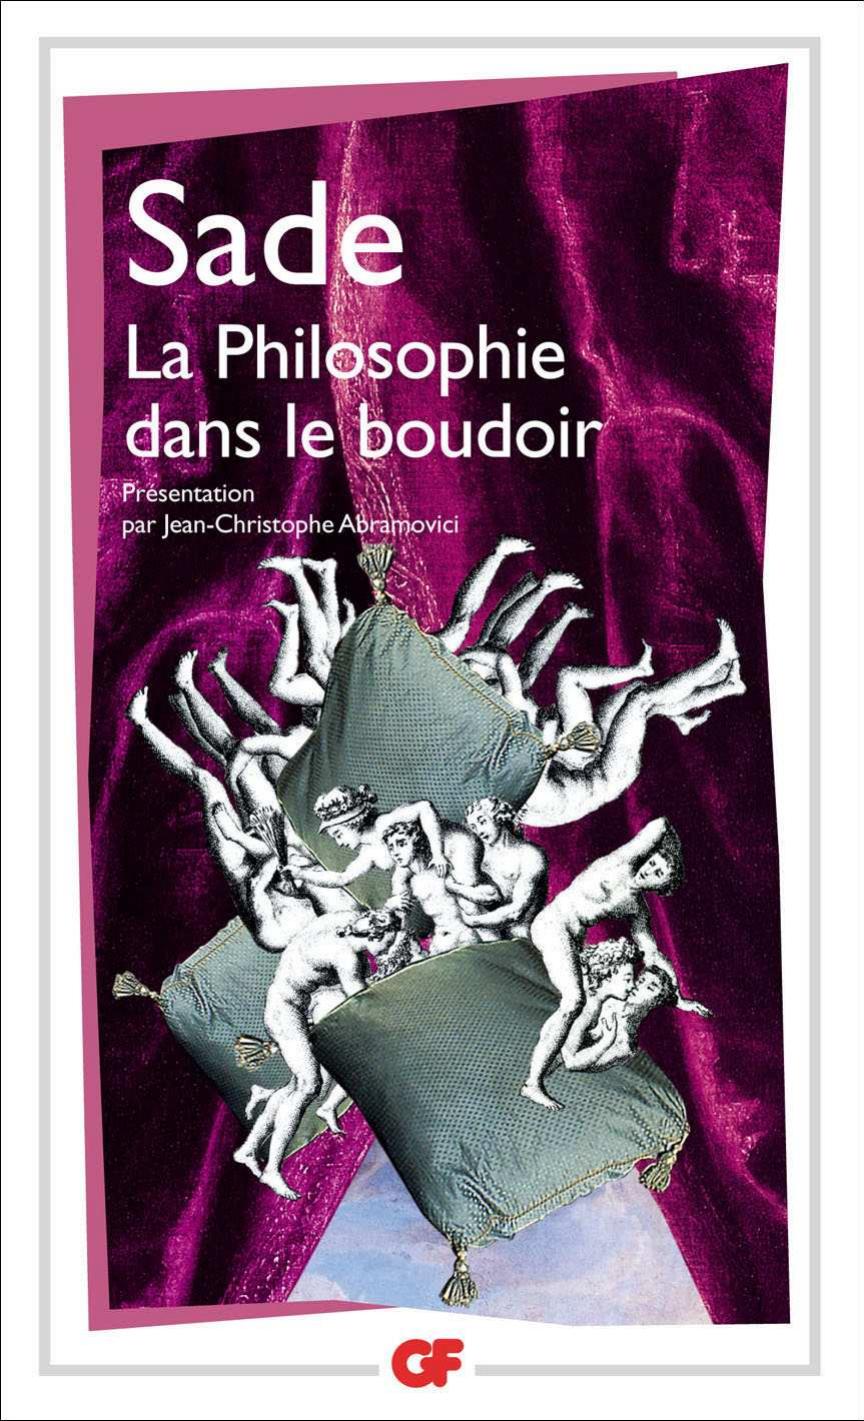 Sade
La Philosophie
dans le boudoir
Présentation
par Jean-Christophe Abramovici
GF